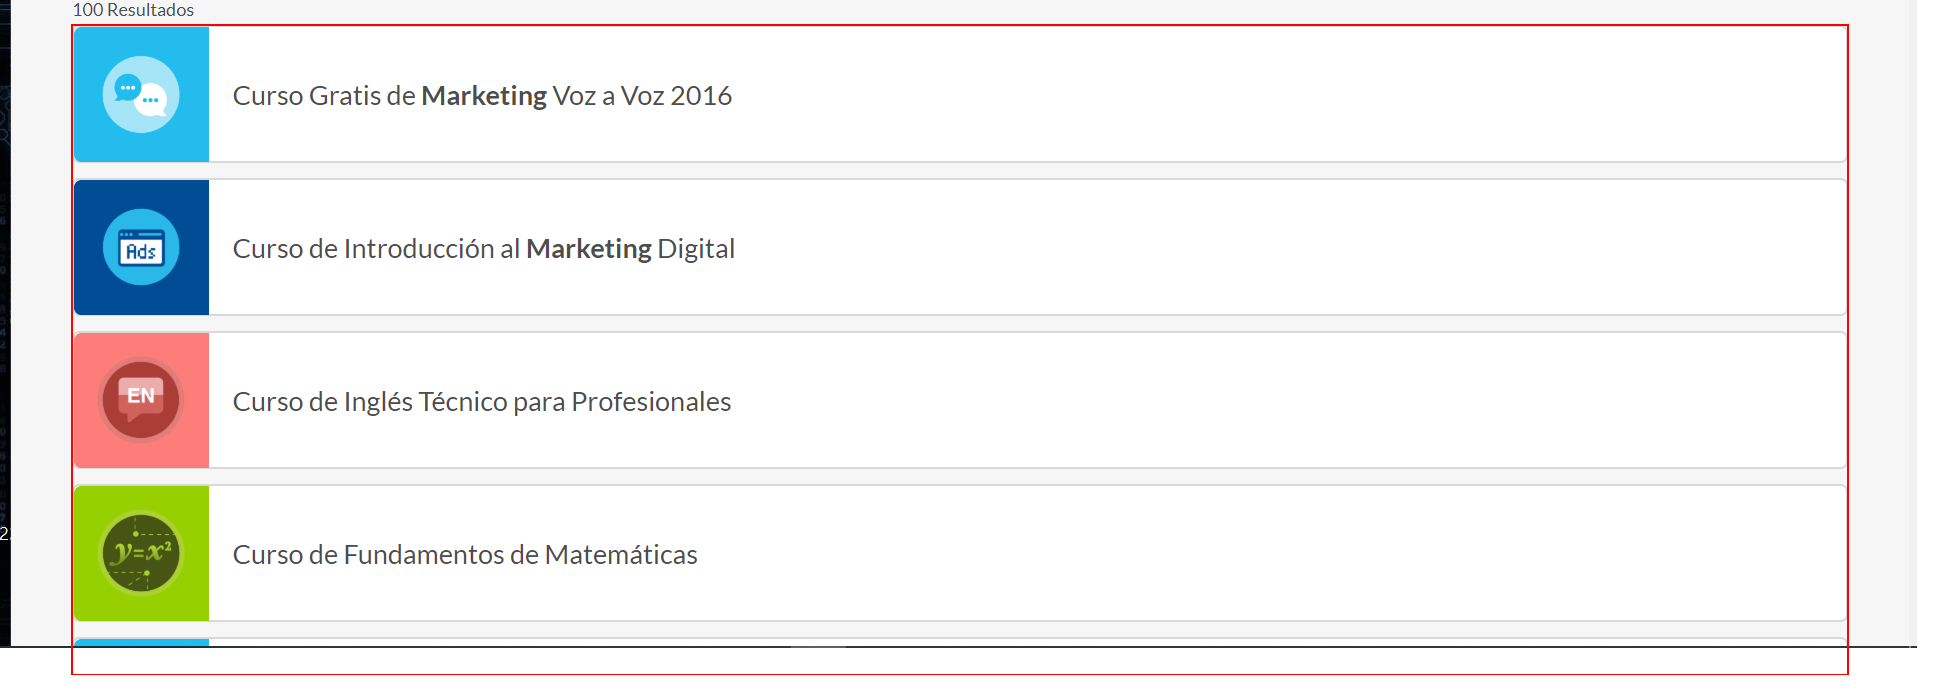 100 Resultados
Curso Gratis de Marketing Voz a Voz 2016
Ads
Curso de Introducción al Marketing Digital
EN
Curso de Inglés Técnico para Profesionales
y=x²
Curso de Fundamentos de Matemáticas
2